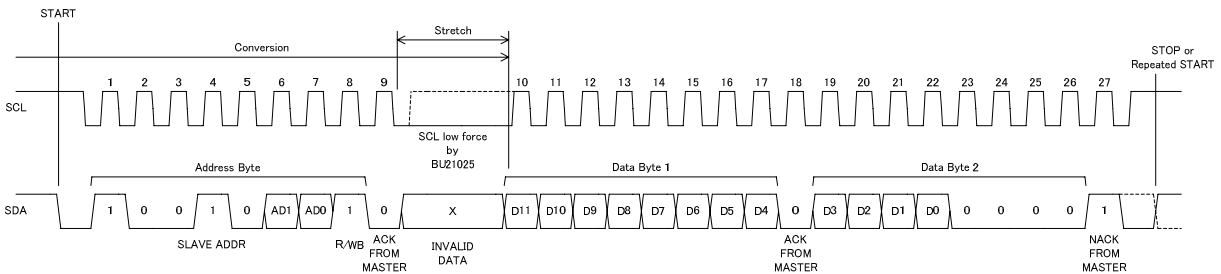 START
Stretch
Conversion
STOP or
Repeated START
1 2 3 4 5 6 7 8 9 10 11 12 13 14 15 16 17 18 19 20 21 22 23 24 25 26 27
SCL
SCL low force
by
BU21025
Address Byte
Data Byte 1
Data Byte 2
SDA
1 0 0 1 0 AD1 AD0 1 0 X D11 D10 D9 D8 D7 D6 D5 D4 0 D3 D2 D1 D0 0 0 0 0 1
SLAVE ADDR
R/WB
ACK
FROM
MASTER
INVALID
DATA
ACK
FROM
MASTER
NACK
FROM
MASTER